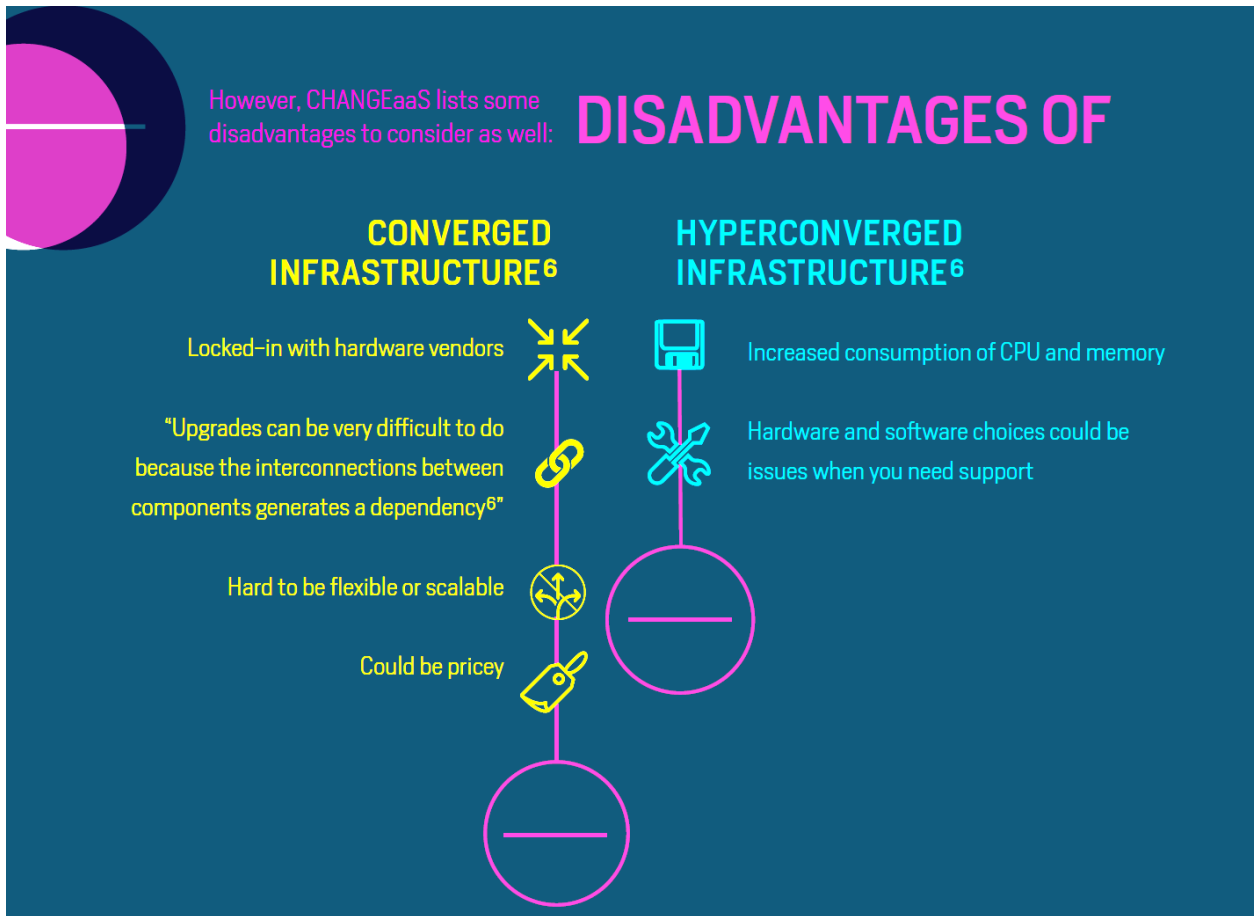 However, CHANGEaaS lists some
disadvantages to consider as well:
DISADVANTAGES OF
CONVERGED
INFRASTRUCTURE⁶
Locked-in with hardware vendors
“Upgrades can be very difficult to do
because the interconnections between
components generates a dependency⁶”
Hard to be flexible or scalable
Could be pricey
HYPERCONVERGED
INFRASTRUCTURE⁶
Increased consumption of CPU and memory
Hardware and software choices could be
issues when you need support